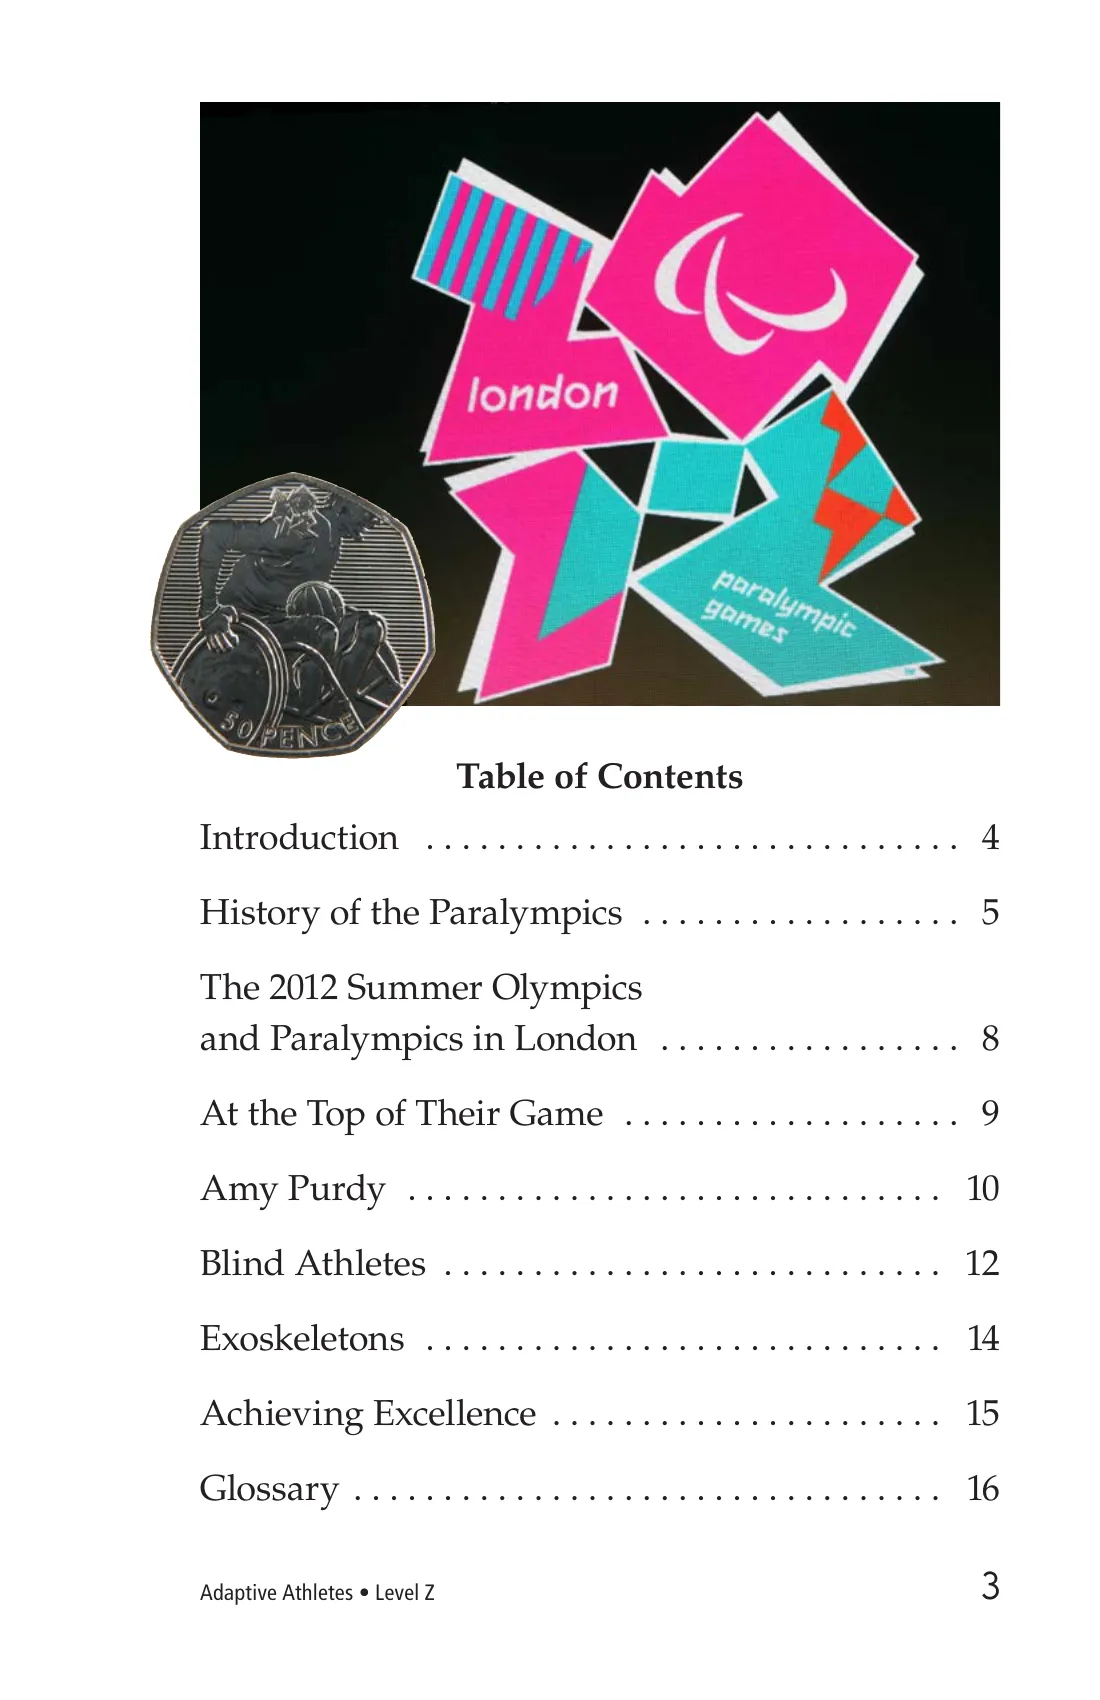 london
paralympic
games
50 PENCE
Table of Contents
Introduction .............................. 4
History of the Paralympics .................. 5
The 2012 Summer Olympics
and Paralympics in London ................. 8
At the Top of Their Game ................... 9
Amy Purdy .............................. 10
Blind Athletes ............................ 12
Exoskeletons ............................. 14
Achieving Excellence ...................... 15
Glossary ................................. 16
Adaptive Athletes • Level Z
3